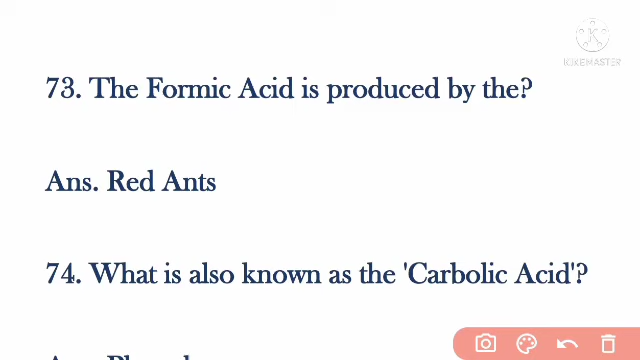 KIKEMASTER
73. The Formic Acid is produced by the?
Ans. Red Ants
74. What is also known as the 'Carbolic Acid'?